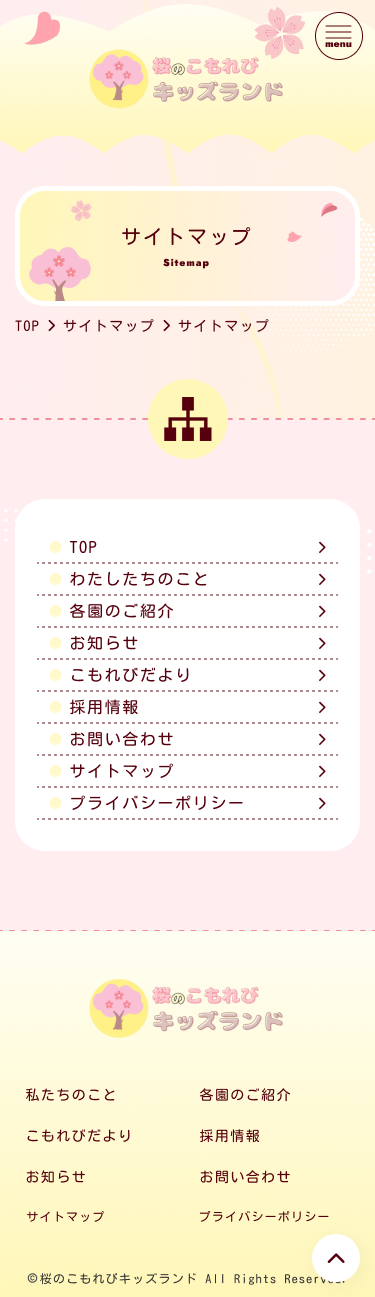 menu
桜のこもれび
キッズランド
サイトマップ
Sitemap
TOP サイトマップ サイトマップ
TOP
わたしたちのこと
各園のご紹介
お知らせ
こもれびだより
採用情報
お問い合わせ
サイトマップ
プライバシーポリシー
桜のこもれび
キッズランド
私たちのこと 各園のご紹介
こもれびだより 採用情報
お知らせ お問い合わせ
サイトマップ プライバシーポリシー
©桜のこもれびキッズランド All Rights